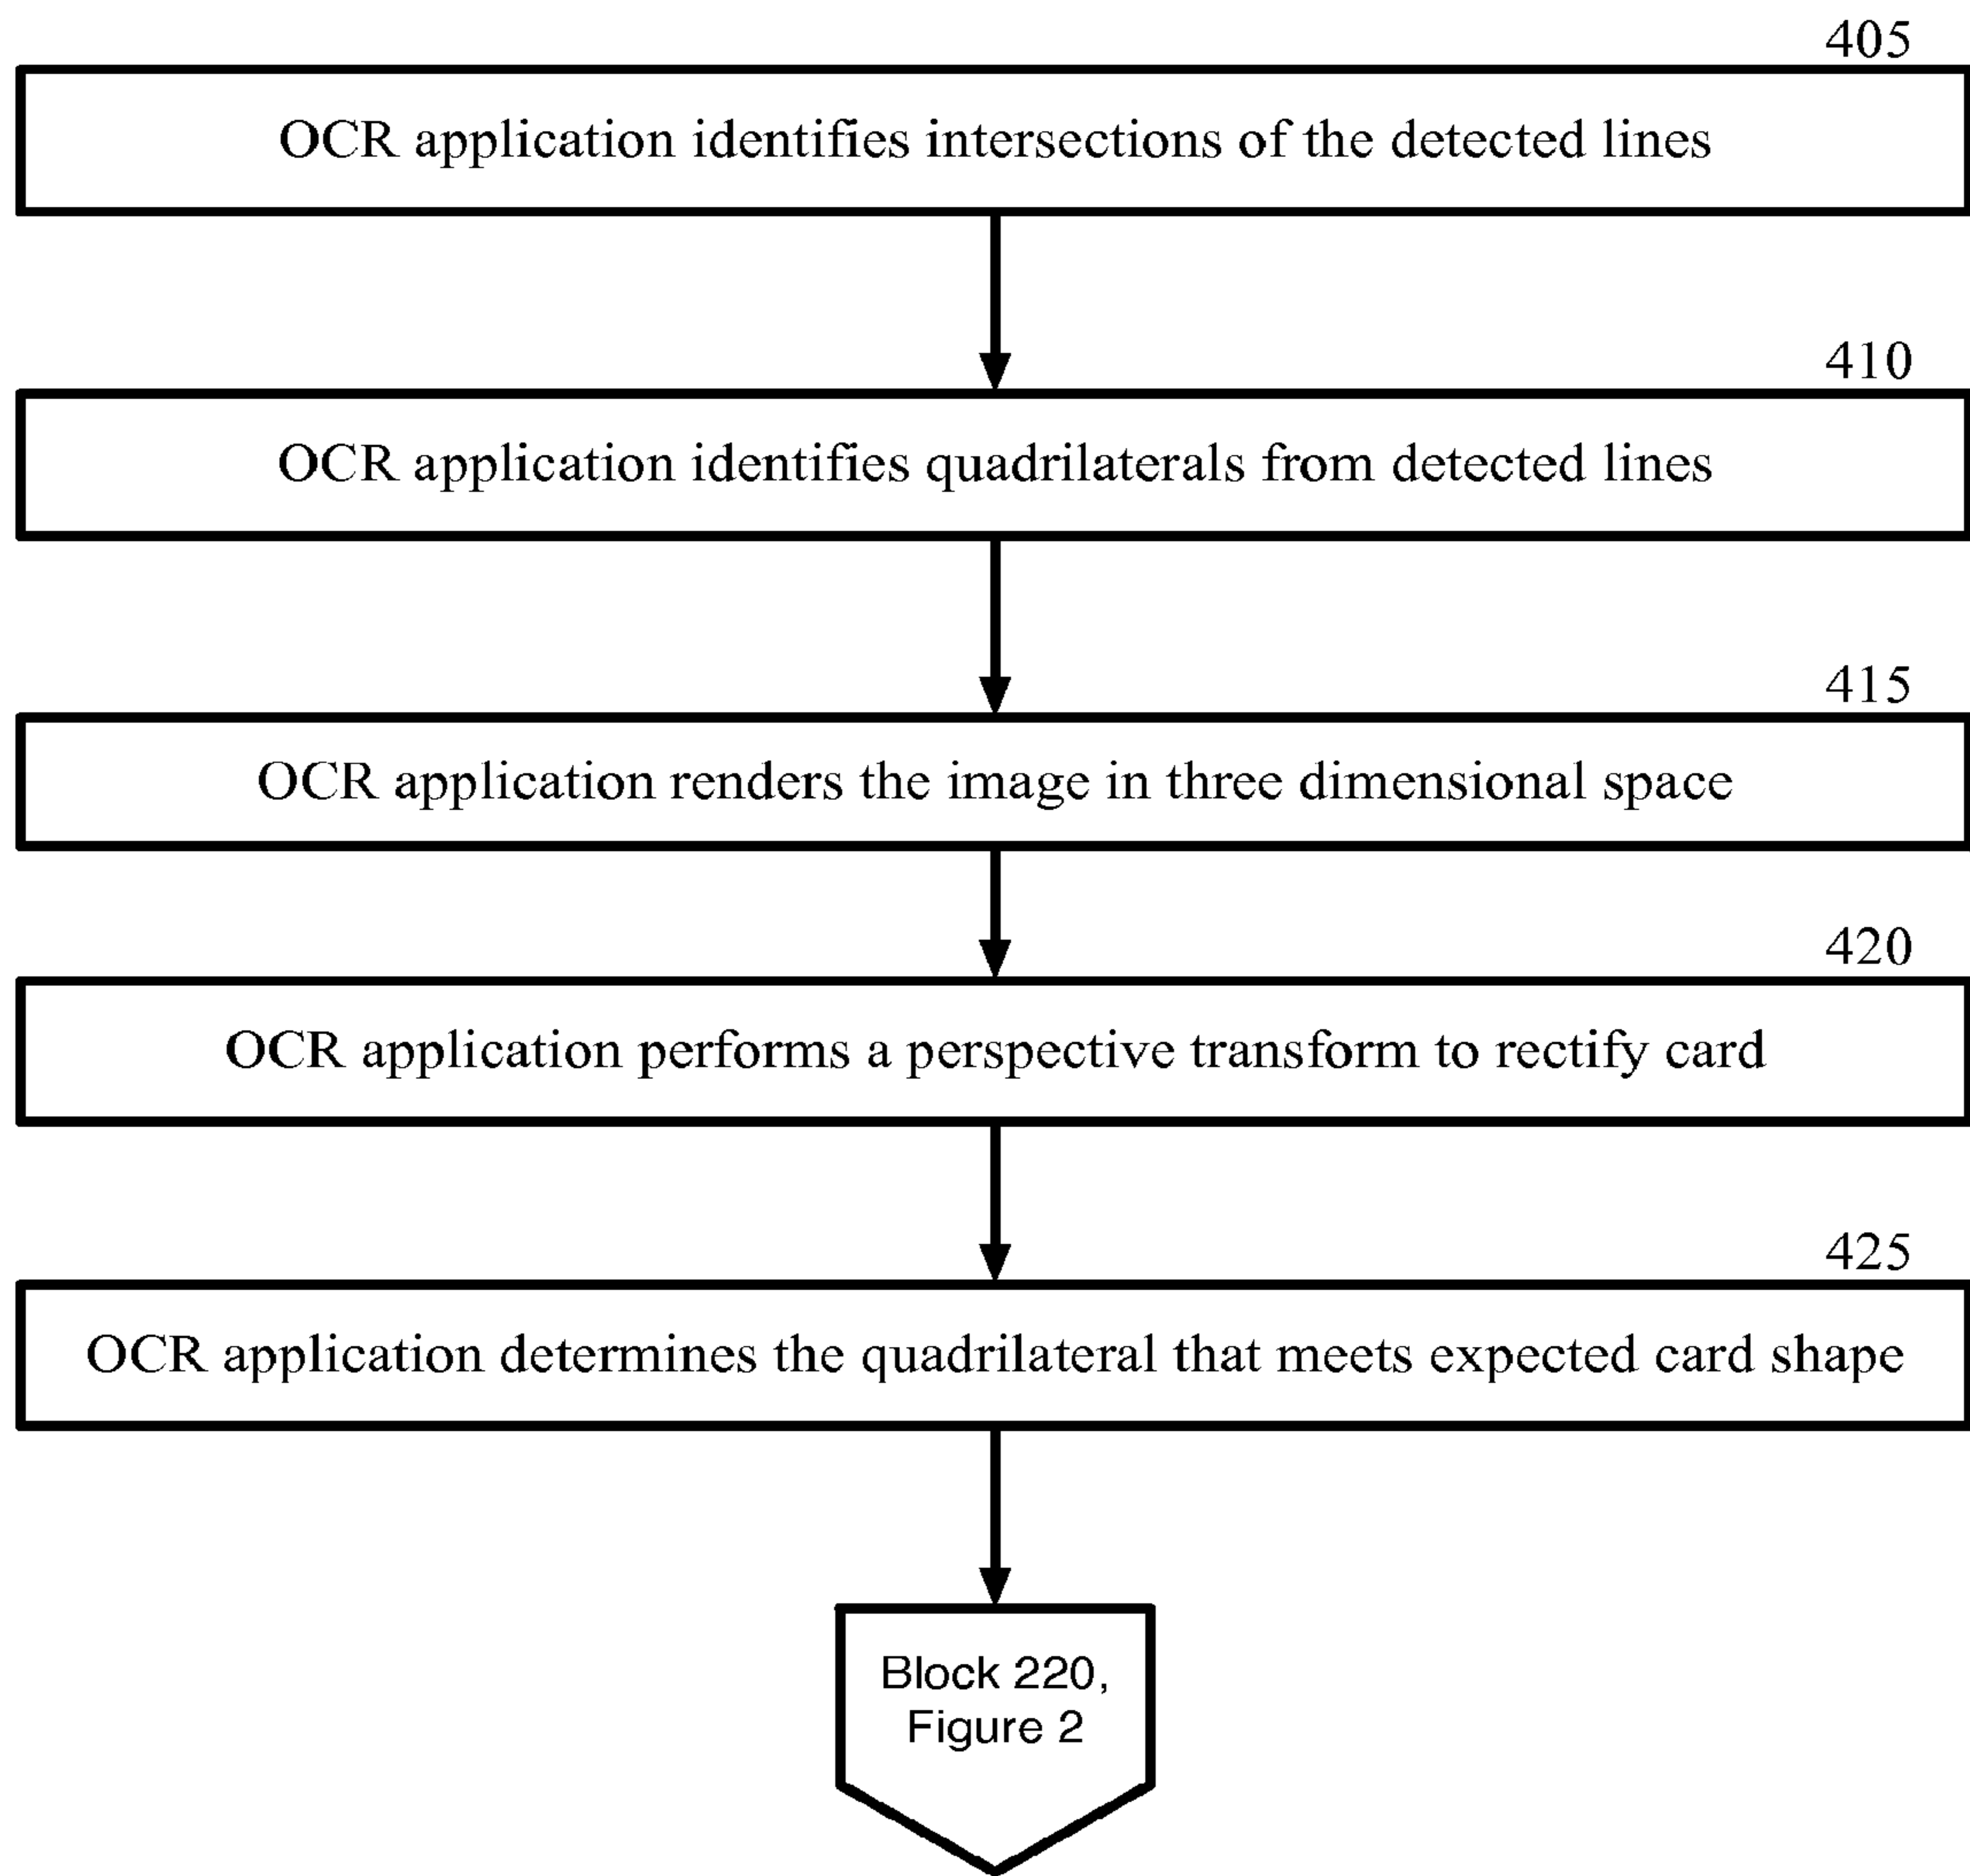 405
OCR application identifies intersections of the detected lines
410
OCR application identifies quadrilaterals from detected lines
415
OCR application renders the image in three dimensional space
420
OCR application performs a perspective transform to rectify card
425
OCR application determines the quadrilateral that meets expected card shape
Block 220,
Figure 2